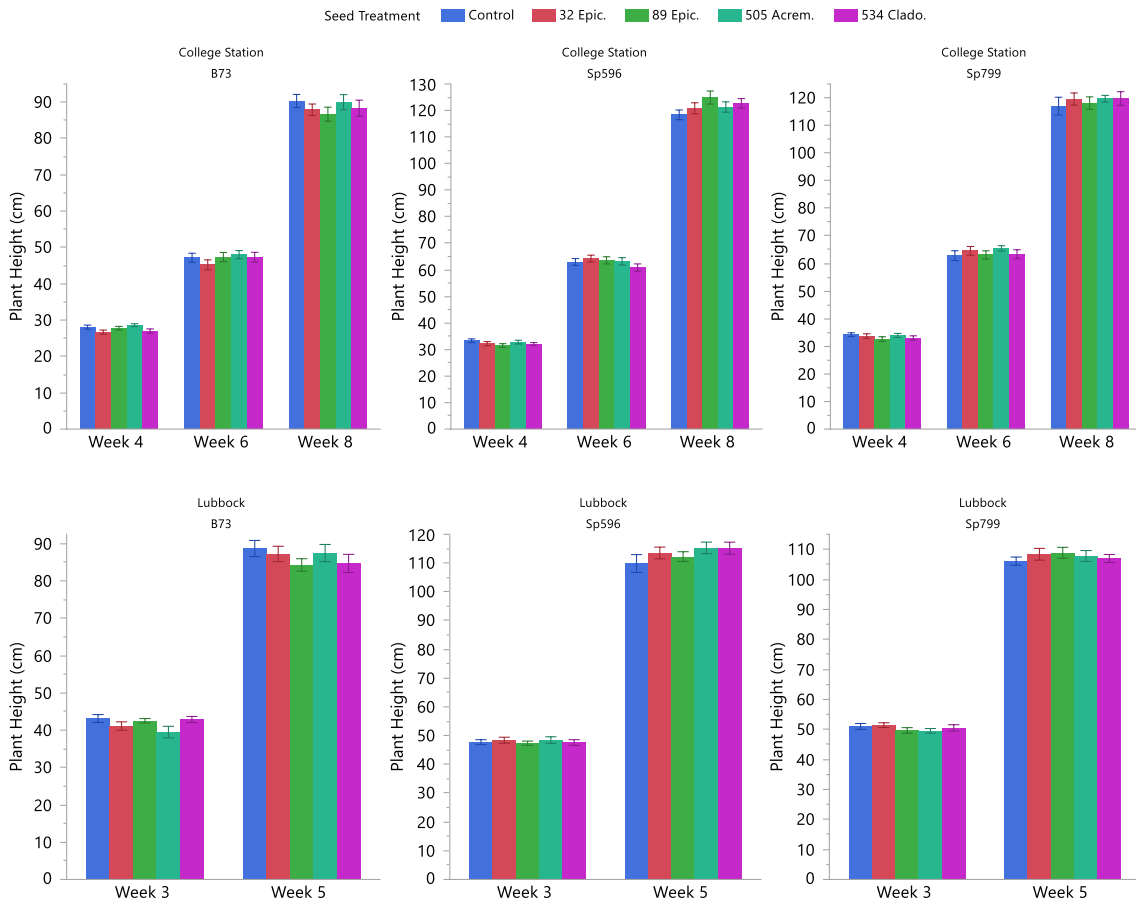 Seed Treatment Control 32 Epic. 89 Epic. 505 Acrem. 534 Clado.
College Station
B73
Plant Height (cm)
90
80
70
60
50
40
30
20
10
0
Week 4 Week 6 Week 8
College Station
Sp596
Plant Height (cm)
130
120
110
100
90
80
70
60
50
40
30
20
10
0
Week 4 Week 6 Week 8
College Station
Sp799
Plant Height (cm)
120
110
100
90
80
70
60
50
40
30
20
10
0
Week 4 Week 6 Week 8
Lubbock
B73
Plant Height (cm)
90
80
70
60
50
40
30
20
10
0
Week 3 Week 5
Lubbock
Sp596
Plant Height (cm)
120
110
100
90
80
70
60
50
40
30
20
10
0
Week 3 Week 5
Lubbock
Sp799
Plant Height (cm)
110
100
90
80
70
60
50
40
30
20
10
0
Week 3 Week 5